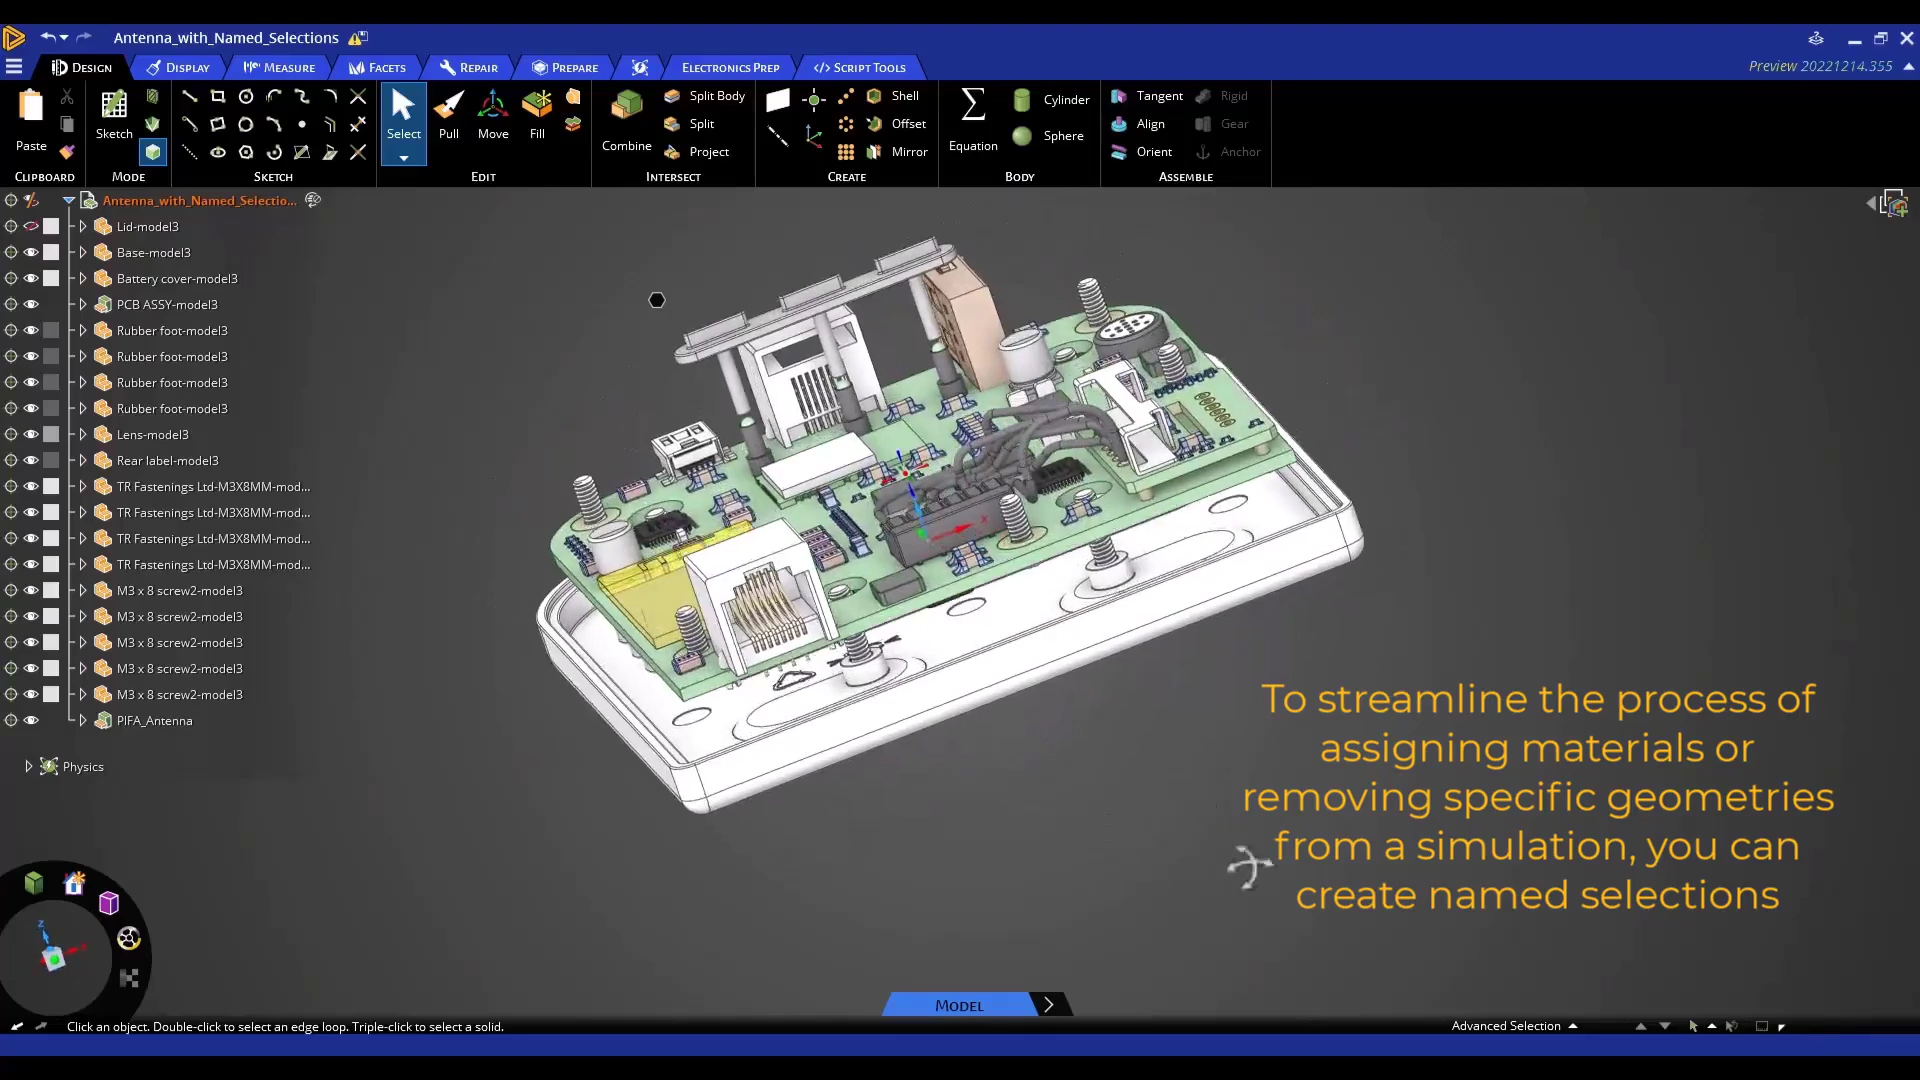 Antenna_with_Named_Selections
Design
Display
Measure
Facets
Repair
Prepare
Electronics Prep
Script Tools
Preview 20221214.355
Paste
Sketch
Select
Pull
Move
Fill
Combine
Split Body
Split
Project
Shell
Offset
Mirror
Equation
Cylinder
Sphere
Tangent
Align
Orient
Rigid
Gear
Anchor
Clipboard
Mode
Sketch
Edit
Intersect
Create
Body
Assemble
Antenna_with_Named_Selectio...
Lid-model3
Base-model3
Battery cover-model3
PCB ASSY-model3
Rubber foot-model3
Rubber foot-model3
Rubber foot-model3
Rubber foot-model3
Lens-model3
Rear label-model3
TR Fastenings Ltd-M3X8MM-mod...
TR Fastenings Ltd-M3X8MM-mod...
TR Fastenings Ltd-M3X8MM-mod...
TR Fastenings Ltd-M3X8MM-mod...
M3 x 8 screw2-model3
M3 x 8 screw2-model3
M3 x 8 screw2-model3
M3 x 8 screw2-model3
M3 x 8 screw2-model3
PIFA_Antenna
Physics
X
To streamline the process of
assigning materials or
removing specific geometries
from a simulation, you can
create named selections
Z
Model
Click an object. Double-click to select an edge loop. Triple-click to select a solid.
Advanced Selection